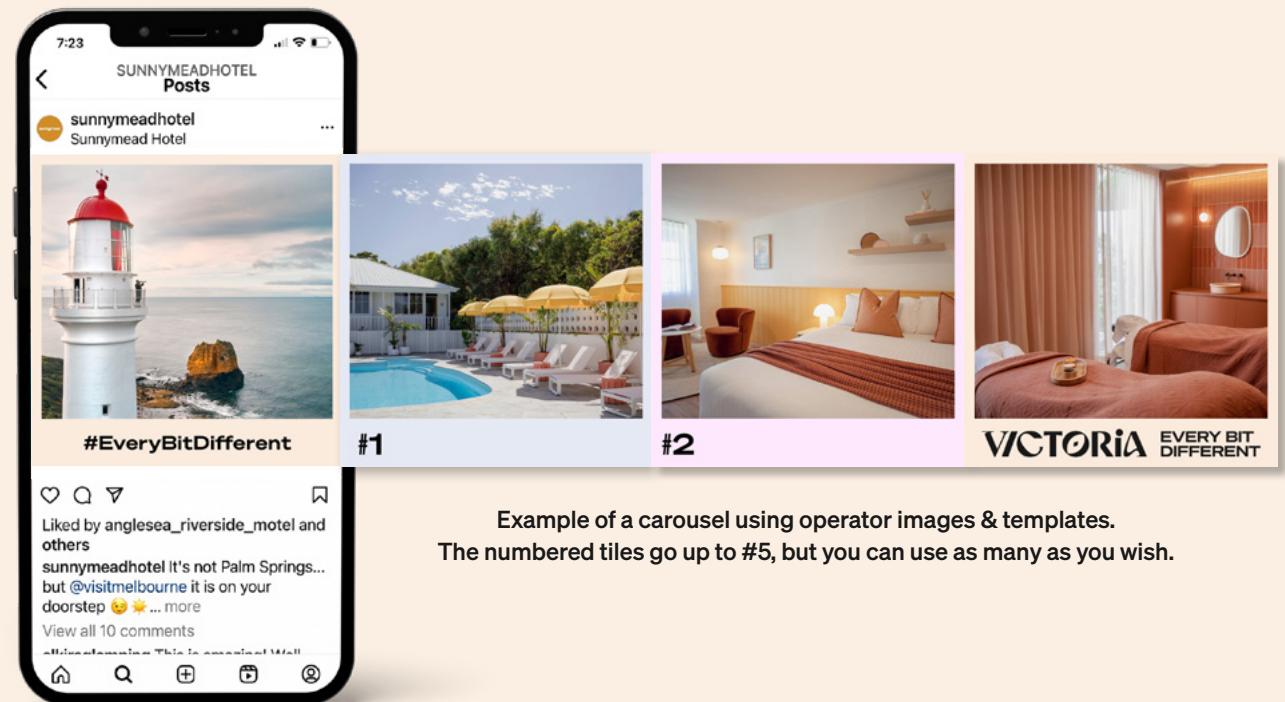 7:23
SUNNYMEADHOTEL
Posts
sunnymeadhotel
Sunnymead Hotel
#EveryBitDifferent
#1
#2
VICTORiA EVERY BIT
DIFFERENT
Liked by anglesea_riverside_motel and
others
sunnymeadhotel It's not Palm Springs...
but @visitmelbourne it is on your
doorstep 😉 ☀️ ... more
View all 10 comments
Example of a carousel using operator images & templates.
The numbered tiles go up to #5, but you can use as many as you wish.